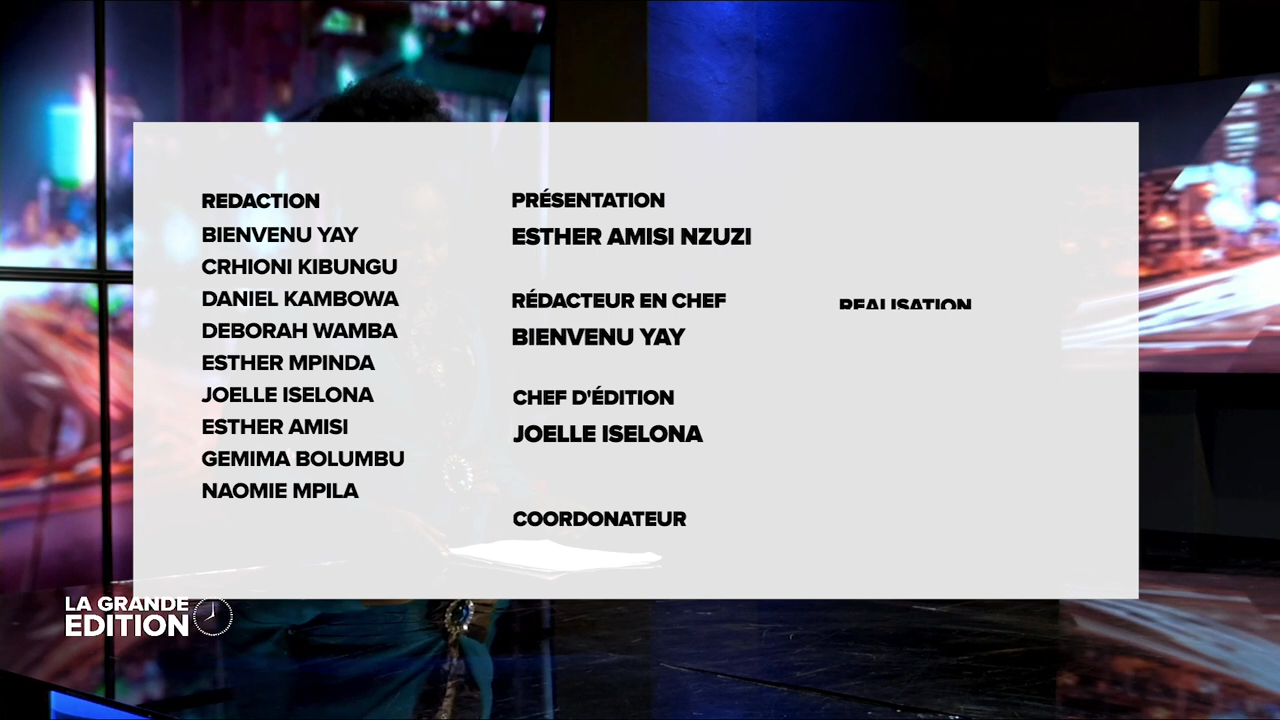 REDACTION
BIENVENU YAY
CRHIONI KIBUNGU
DANIEL KAMBOWA
DEBORAH WAMBA
ESTHER MPINDA
JOELLE ISELONA
ESTHER AMISI
GEMIMA BOLUMBU
NAOMIE MPILA
PRÉSENTATION
ESTHER AMISI NZUZI
RÉDACTEUR EN CHEF
BIENVENU YAY
CHEF D'ÉDITION
JOELLE ISELONA
COORDONATEUR
REALISATION
LA GRANDE
EDITION